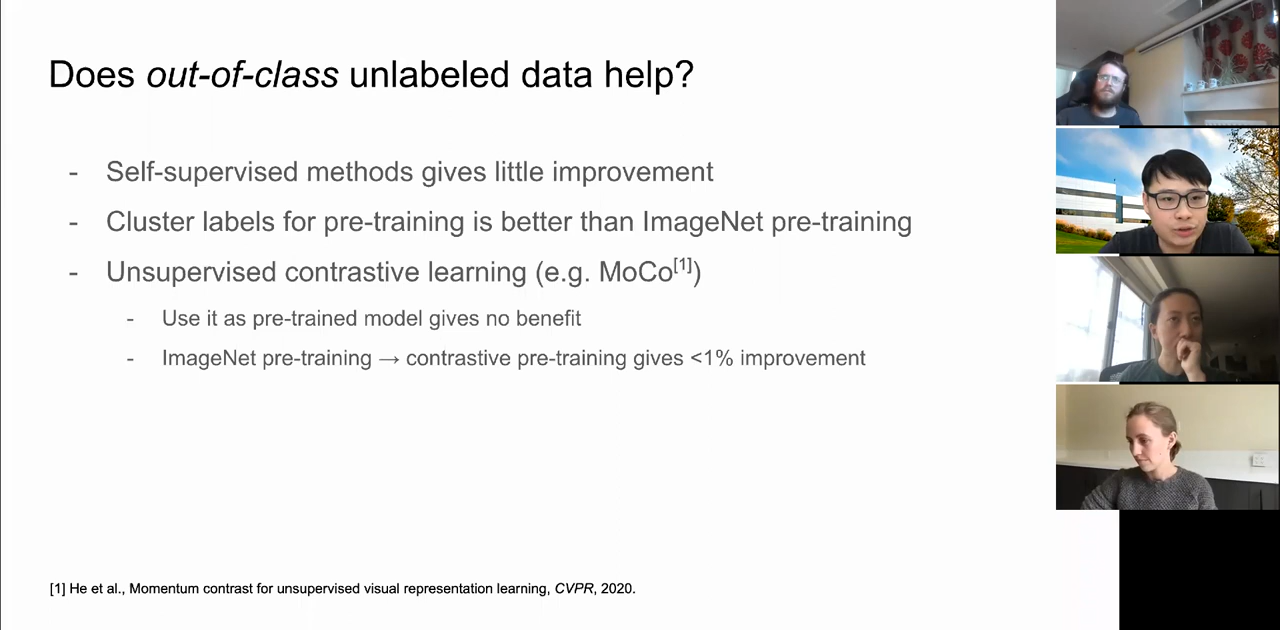 Does out-of-class unlabeled data help?
- Self-supervised methods gives little improvement
- Cluster labels for pre-training is better than ImageNet pre-training
- Unsupervised contrastive learning (e.g. MoCo[1])
- Use it as pre-trained model gives no benefit
- ImageNet pre-training → contrastive pre-training gives <1% improvement
[1] He et al., Momentum contrast for unsupervised visual representation learning, CVPR, 2020.